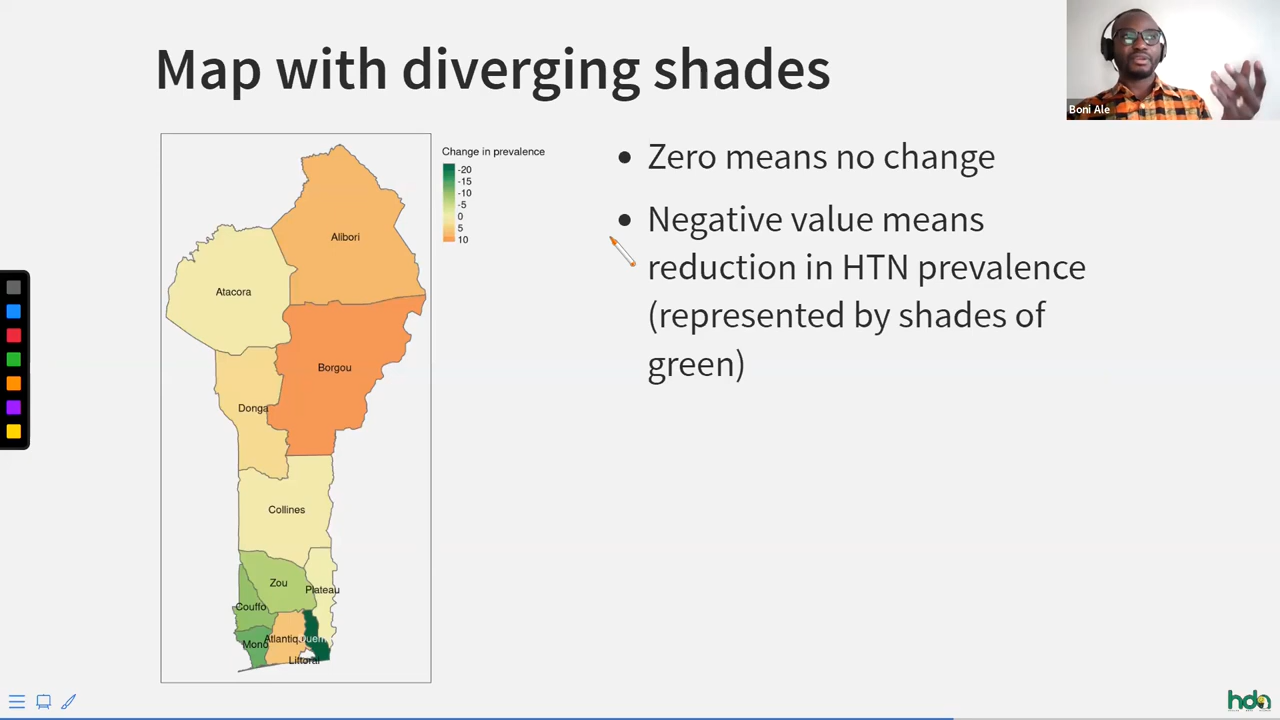 Map with diverging shades
Boni Ale
Change in prevalence
-20
-15
-10
-5
0
5
10
Alibori
Atacora
Borgou
Donga
Collines
Zou
Plateau
Couffo
Mono
Atlantiq
Littoral
• Zero means no change
• Negative value means
reduction in HTN prevalence
(represented by shades of
green)
hda